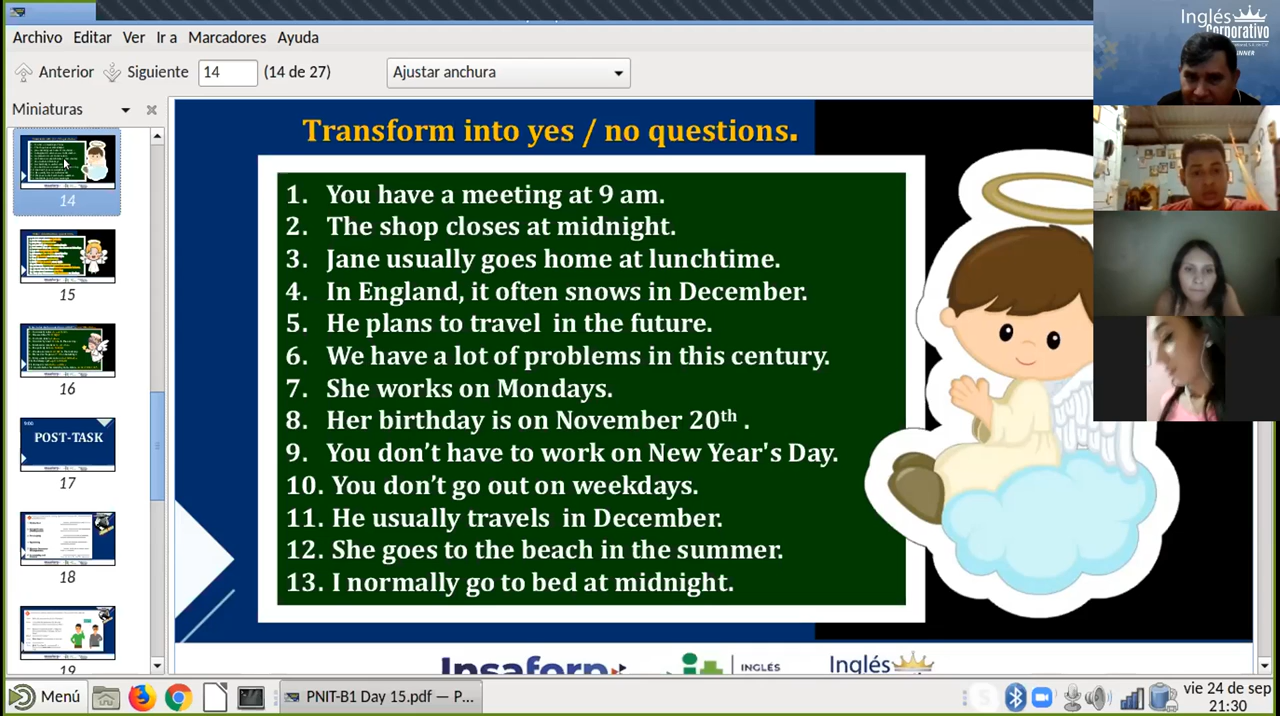 Archivo Editar Ver Ir a Marcadores Ayuda
Anterior Siguiente 14 (14 de 27) Ajustar anchura
Miniaturas
14
15
16
POST-TASK
17
18
19
Transform into yes / no questions.
1. You have a meeting at 9 am.
2. The shop closes at midnight.
3. Jane usually goes home at lunchtime.
4. In England, it often snows in December.
5. He plans to travel in the future.
6. We have a lot of problems in this century.
7. She works on Mondays.
8. Her birthday is on November 20th .
9. You don't have to work on New Year's Day.
10. You don't go out on weekdays.
11. He usually travels in December.
12. She goes to the beach in the summer.
13. I normally go to bed at midnight.
Insaforp
INGLÉS
Inglés
Inglés
Corporativo
Menú PNIT-B1 Day 15.pdf — P...
vie 24 de sep
21:30